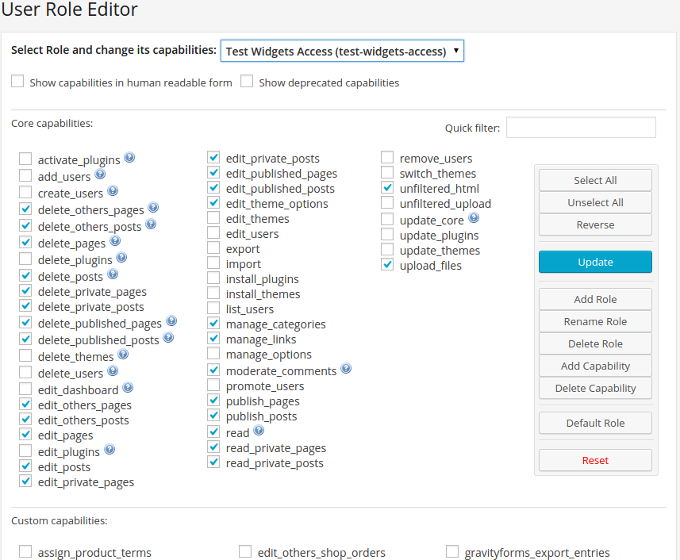 User Role Editor
Select Role and change its capabilities: Test Widgets Access (test-widgets-access)
Show capabilities in human readable form Show deprecated capabilities
Core capabilities:
Quick filter:
activate_plugins
add_users
create_users
delete_others_pages
delete_others_posts
delete_pages
delete_plugins
delete_posts
delete_private_pages
delete_private_posts
delete_published_pages
delete_published_posts
delete_themes
delete_users
edit_dashboard
edit_others_pages
edit_others_posts
edit_pages
edit_plugins
edit_posts
edit_private_pages
edit_private_posts
edit_published_pages
edit_published_posts
edit_theme_options
edit_themes
edit_users
export
import
install_plugins
install_themes
list_users
manage_categories
manage_links
manage_options
moderate_comments
promote_users
publish_pages
publish_posts
read
read_private_pages
read_private_posts
remove_users
switch_themes
unfiltered_html
unfiltered_upload
update_core
update_plugins
update_themes
upload_files
Select All
Unselect All
Reverse
Update
Add Role
Rename Role
Delete Role
Add Capability
Delete Capability
Default Role
Reset
Custom capabilities:
assign_product_terms edit_others_shop_orders gravityforms_export_entries